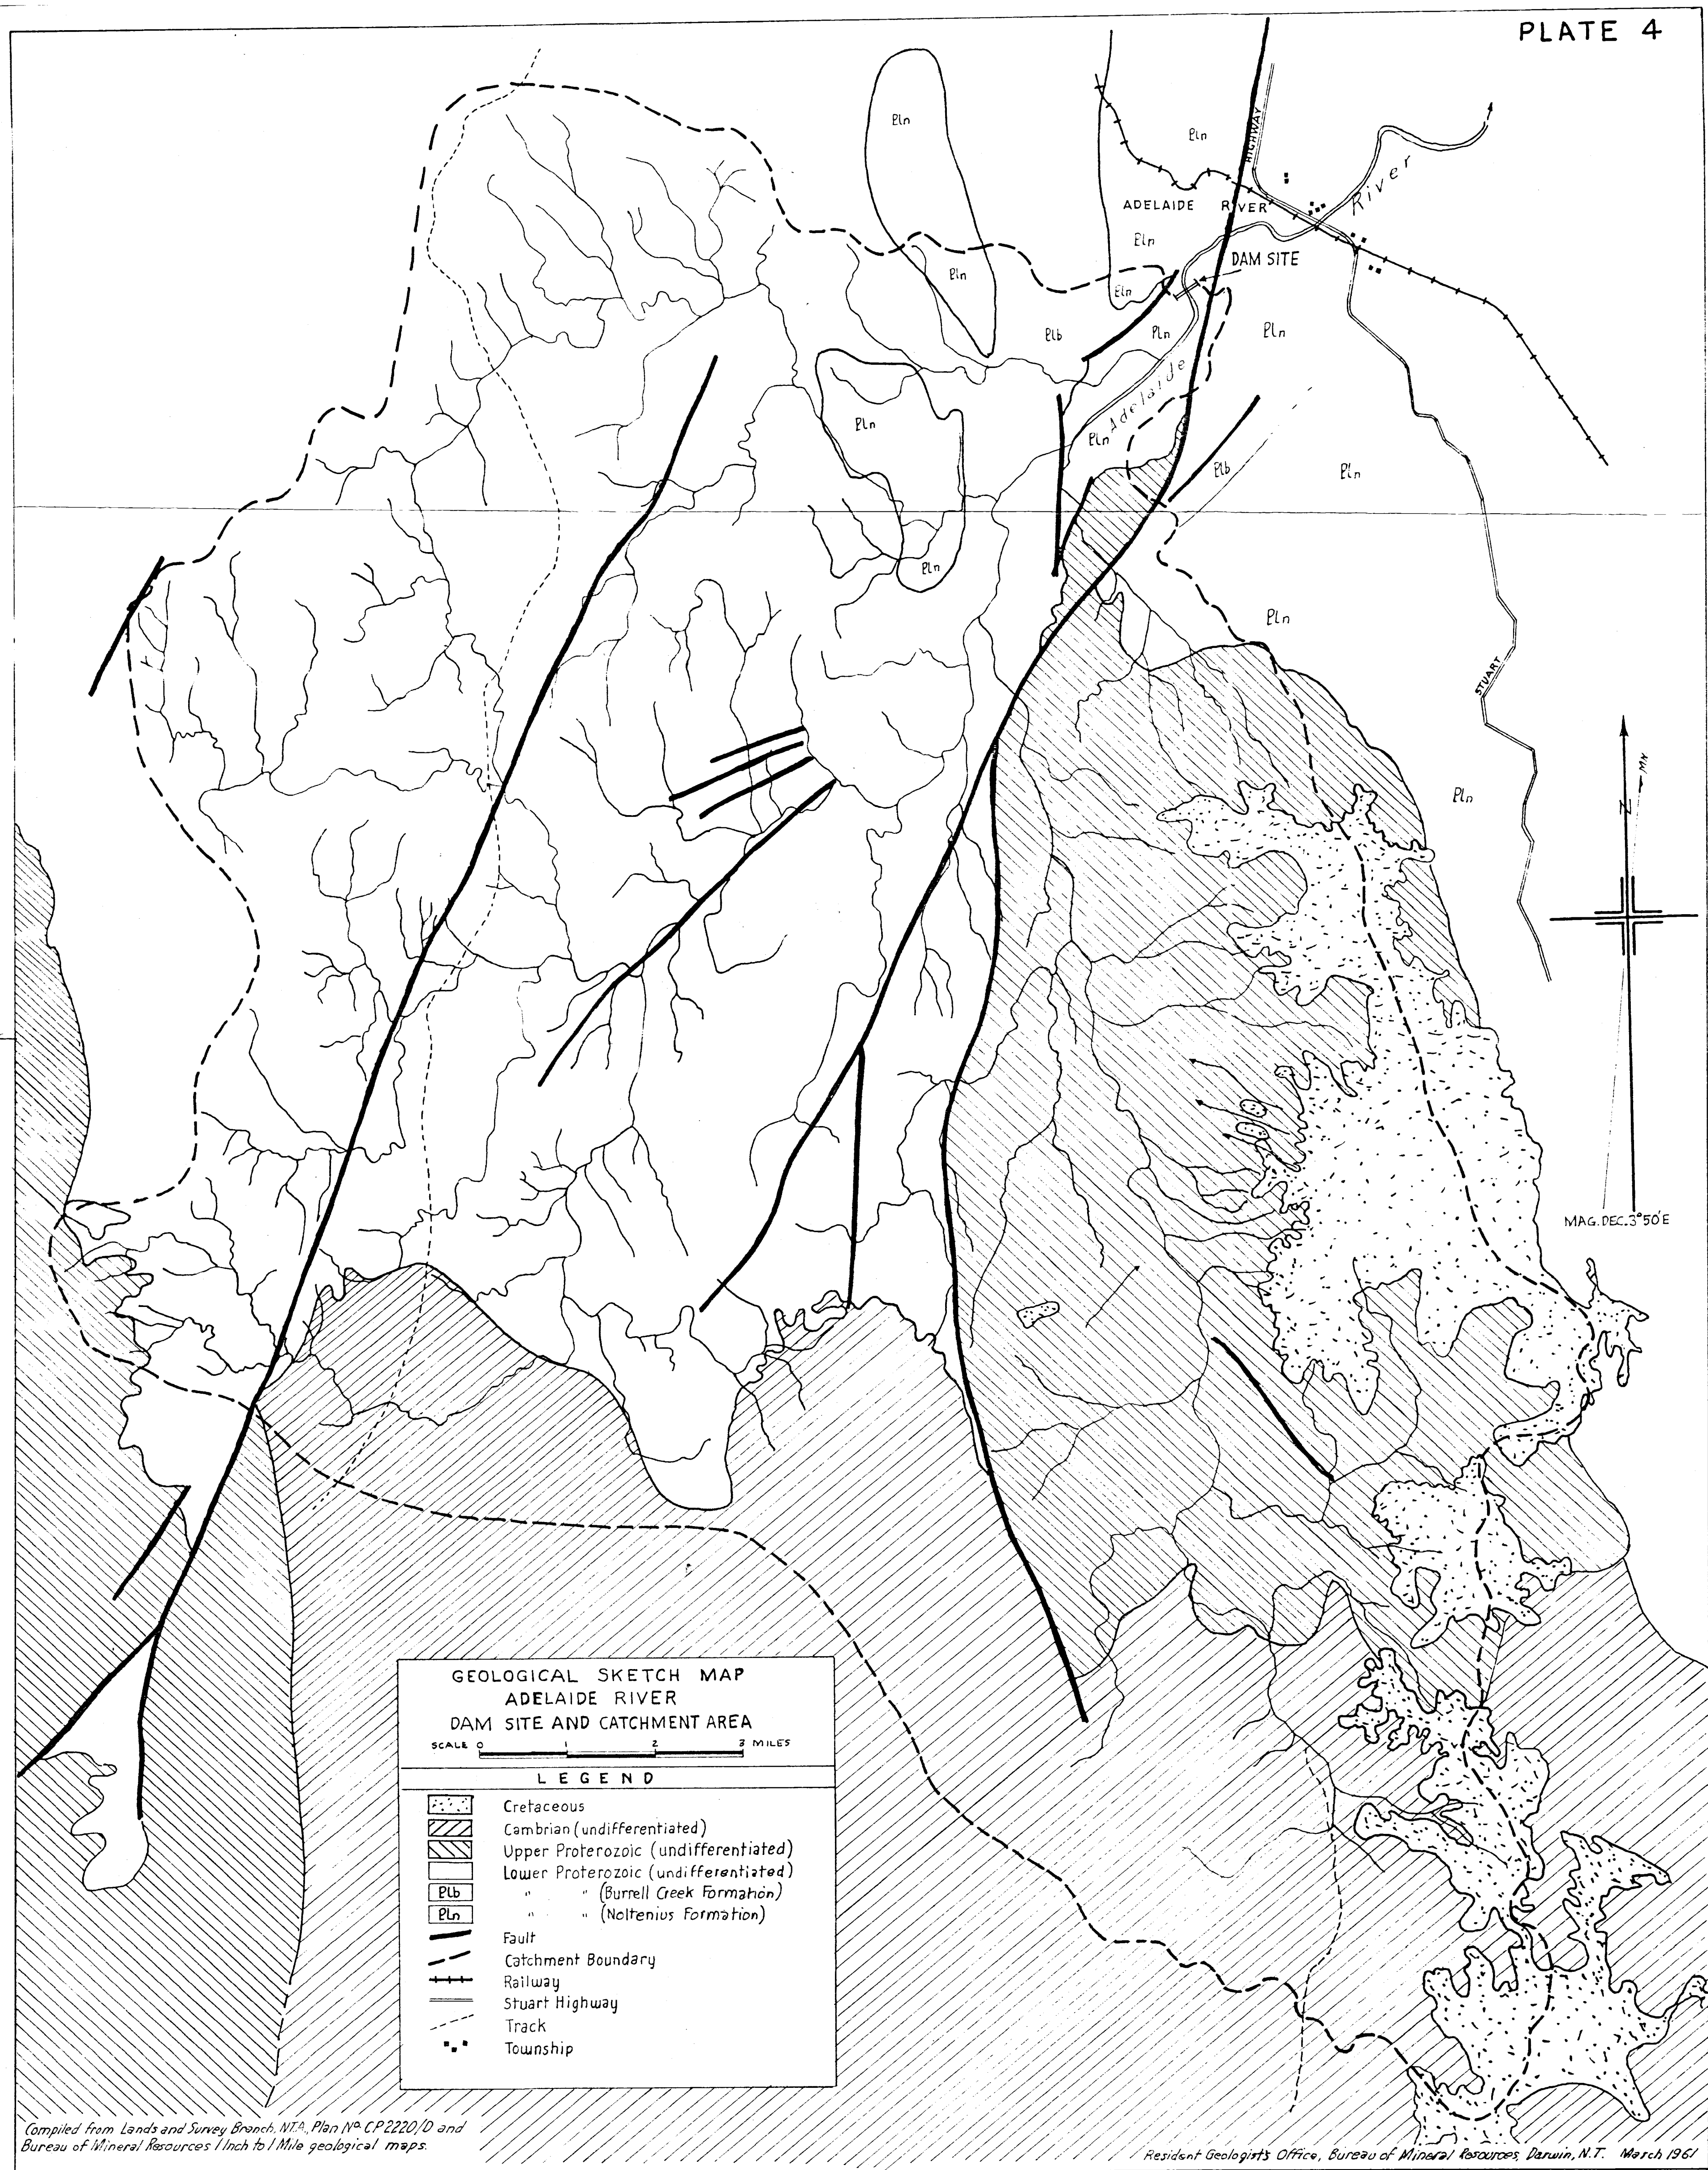 PLATE 4
Pln
Pln
HIGHWAY
River
ADELAIDE RIVER
Pln
DAM SITE
Pln
Pln
Plb
Pln
Pln
Adelaide
Pln
Pln
Plb
Pln
Pln
Pln
STUART
Pln
MN
N
MAG. DEC. 3°50'E
GEOLOGICAL SKETCH MAP
ADELAIDE RIVER
DAM SITE AND CATCHMENT AREA
SCALE 0 1 2 3 MILES
LEGEND
Cretaceous
Cambrian (undifferentiated)
Upper Proterozoic (undifferentiated)
Lower Proterozoic (undifferentiated)
Plb " " (Burrell Creek Formation)
Pln " " (Noltenius Formation)
Fault
Catchment Boundary
Railway
Stuart Highway
Track
Township
Compiled from Lands and Survey Branch, N.T.A., Plan No CP2220/D and
Bureau of Mineral Resources 1 Inch to 1 Mile geological maps.
Resident Geologist's Office, Bureau of Mineral Resources, Darwin, N.T. March 1961